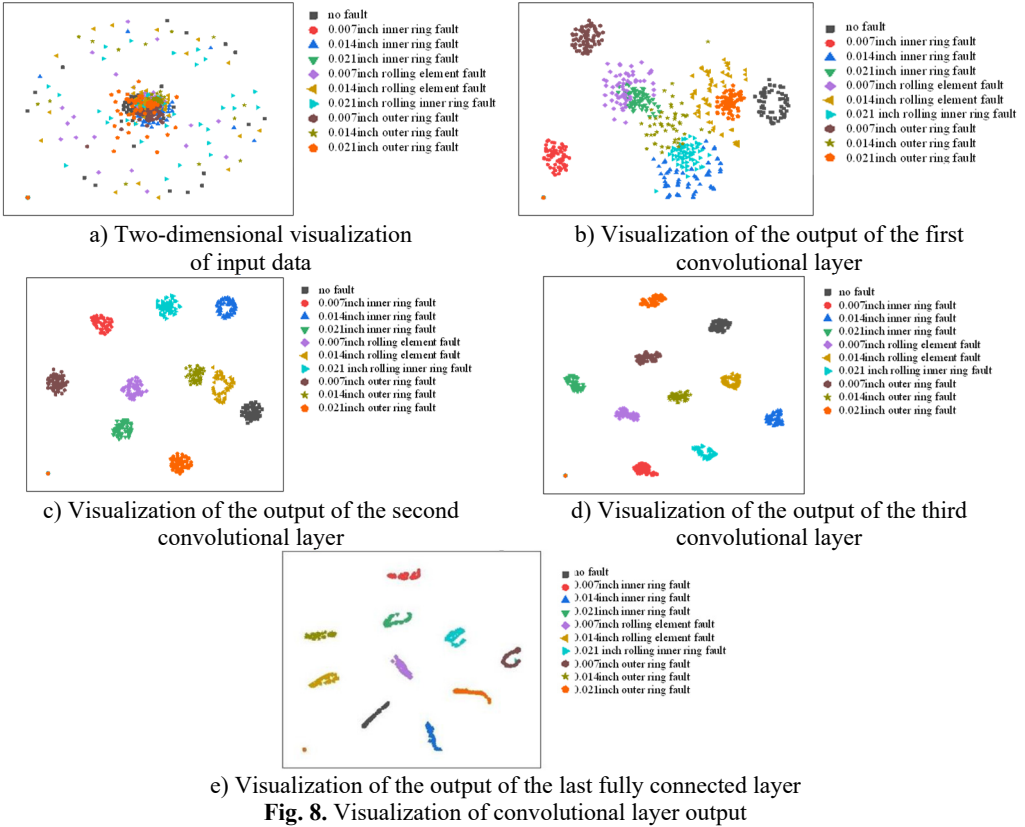 no fault
0.007inch inner ring fault
0.014inch inner ring fault
0.021inch inner ring fault
0.007inch rolling element fault
0.014inch rolling element fault
0.021inch rolling inner ring fault
0.007inch outer ring fault
0.014inch outer ring fault
0.021inch outer ring fault
a) Two-dimensional visualization
of input data
no fault
0.007inch inner ring fault
0.014inch inner ring fault
0.021inch inner ring fault
0.007inch rolling element fault
0.014inch rolling element fault
0.021 inch rolling inner ring fault
0.007inch outer ring fault
0.014inch outer ring fault
0.021inch outer ring fault
b) Visualization of the output of the first
convolutional layer
no fault
0.007inch inner ring fault
0.014inch inner ring fault
0.021inch inner ring fault
0.007inch rolling element fault
0.014inch rolling element fault
0.021 inch rolling inner ring fault
0.007inch outer ring fault
0.014inch outer ring fault
0.021inch outer ring fault
c) Visualization of the output of the second
convolutional layer
no fault
0.007inch inner ring fault
0.014inch inner ring fault
0.021inch inner ring fault
0.007inch rolling element fault
0.014inch rolling element fault
0.021 inch rolling inner ring fault
0.007inch outer ring fault
0.014inch outer ring fault
0.021inch outer ring fault
d) Visualization of the output of the third
convolutional layer
no fault
0.007inch inner ring fault
0.014inch inner ring fault
0.021inch inner ring fault
0.007inch rolling element fault
0.014inch rolling element fault
0.021 inch rolling inner ring fault
0.007inch outer ring fault
0.014inch outer ring fault
0.021inch outer ring fault
e) Visualization of the output of the last fully connected layer
Fig. 8. Visualization of convolutional layer output